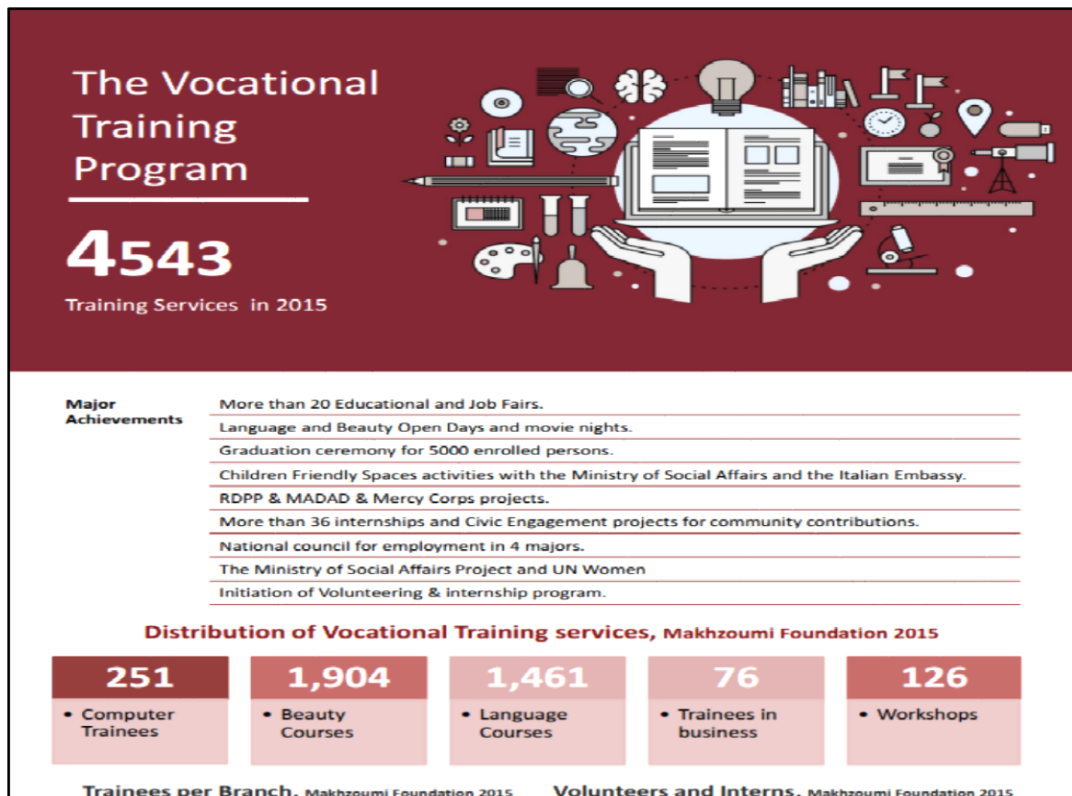 The Vocational
Training
Program
4543
Training Services in 2015
Major
Achievements
More than 20 Educational and Job Fairs.
Language and Beauty Open Days and movie nights.
Graduation ceremony for 5000 enrolled persons.
Children Friendly Spaces activities with the Ministry of Social Affairs and the Italian Embassy.
RDPP & MADAD & Mercy Corps projects.
More than 36 internships and Civic Engagement projects for community contributions.
National council for employment in 4 majors.
The Ministry of Social Affairs Project and UN Women
Initiation of Volunteering & internship program.
Distribution of Vocational Training services, Makhzoumi Foundation 2015
251
• Computer
Trainees
1,904
• Beauty
Courses
1,461
• Language
Courses
76
• Trainees in
business
126
• Workshops
Trainees per Branch, Makhzoumi Foundation 2015
Volunteers and Interns, Makhzoumi Foundation 2015